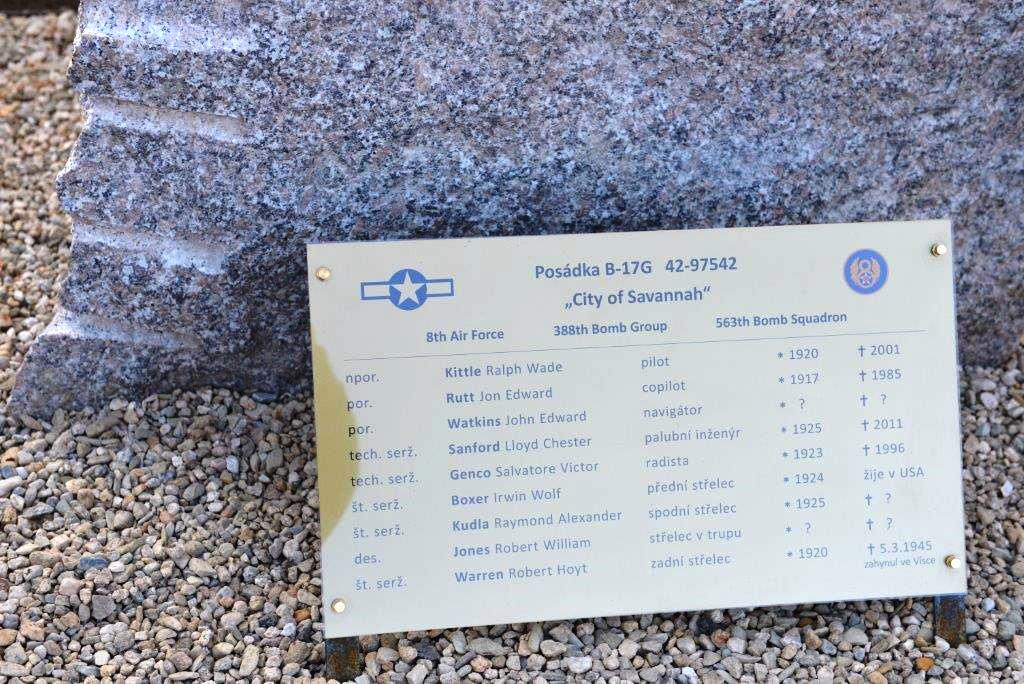 Posádka B-17G 42-97542
„City of Savannah“
8th Air Force 388th Bomb Group 563th Bomb Squadron
npor. Kittle Ralph Wade pilot * 1920 † 2001
por. Rutt Jon Edward copilot * 1917 † 1985
por. Watkins John Edward navigátor * ? † ?
tech. serž. Sanford Lloyd Chester palubní inženýr * 1925 † 2011
tech. serž. Genco Salvatore Victor radista * 1923 † 1996
št. serž. Boxer Irwin Wolf přední střelec * 1924 žije v USA
št. serž. Kudla Raymond Alexander spodní střelec * 1925 † ?
des. Jones Robert William střelec v trupu * ? † ?
št. serž. Warren Robert Hoyt zadní střelec * 1920 † 5.3.1945
zahynul ve Vísce